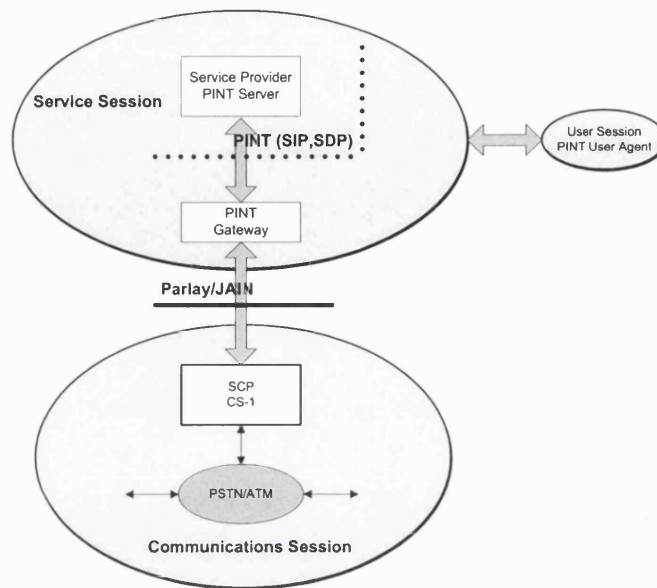 Service Provider
PINT Server
Service Session
PINT (SIP,SDP)
User Session
PINT User Agent
PINT
Gateway
Parlay/JAIN
SCP
CS-1
PSTN/ATM
Communications Session